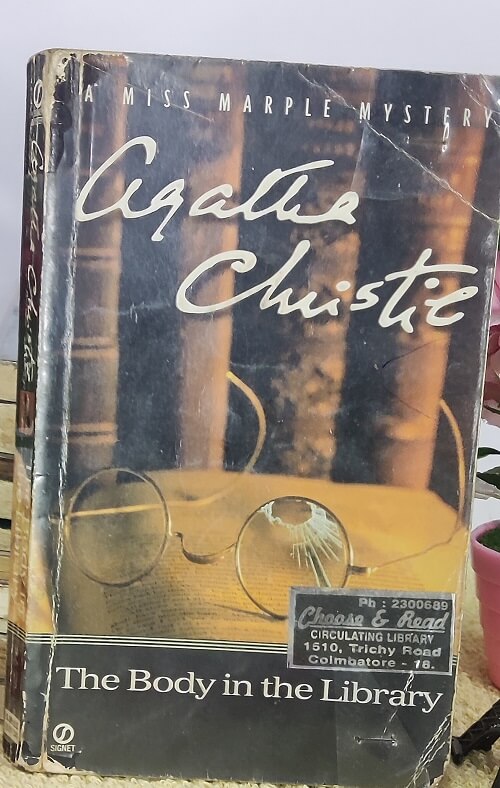 A MISS MARPLE MYSTERY
Agatha
Christie
Ph : 2300689
Choose & Read
CIRCULATING LIBRARY
1510, Trichy Road
Coimbatore - 18.
The Body in the Library
SIGNET
Agatha Christie